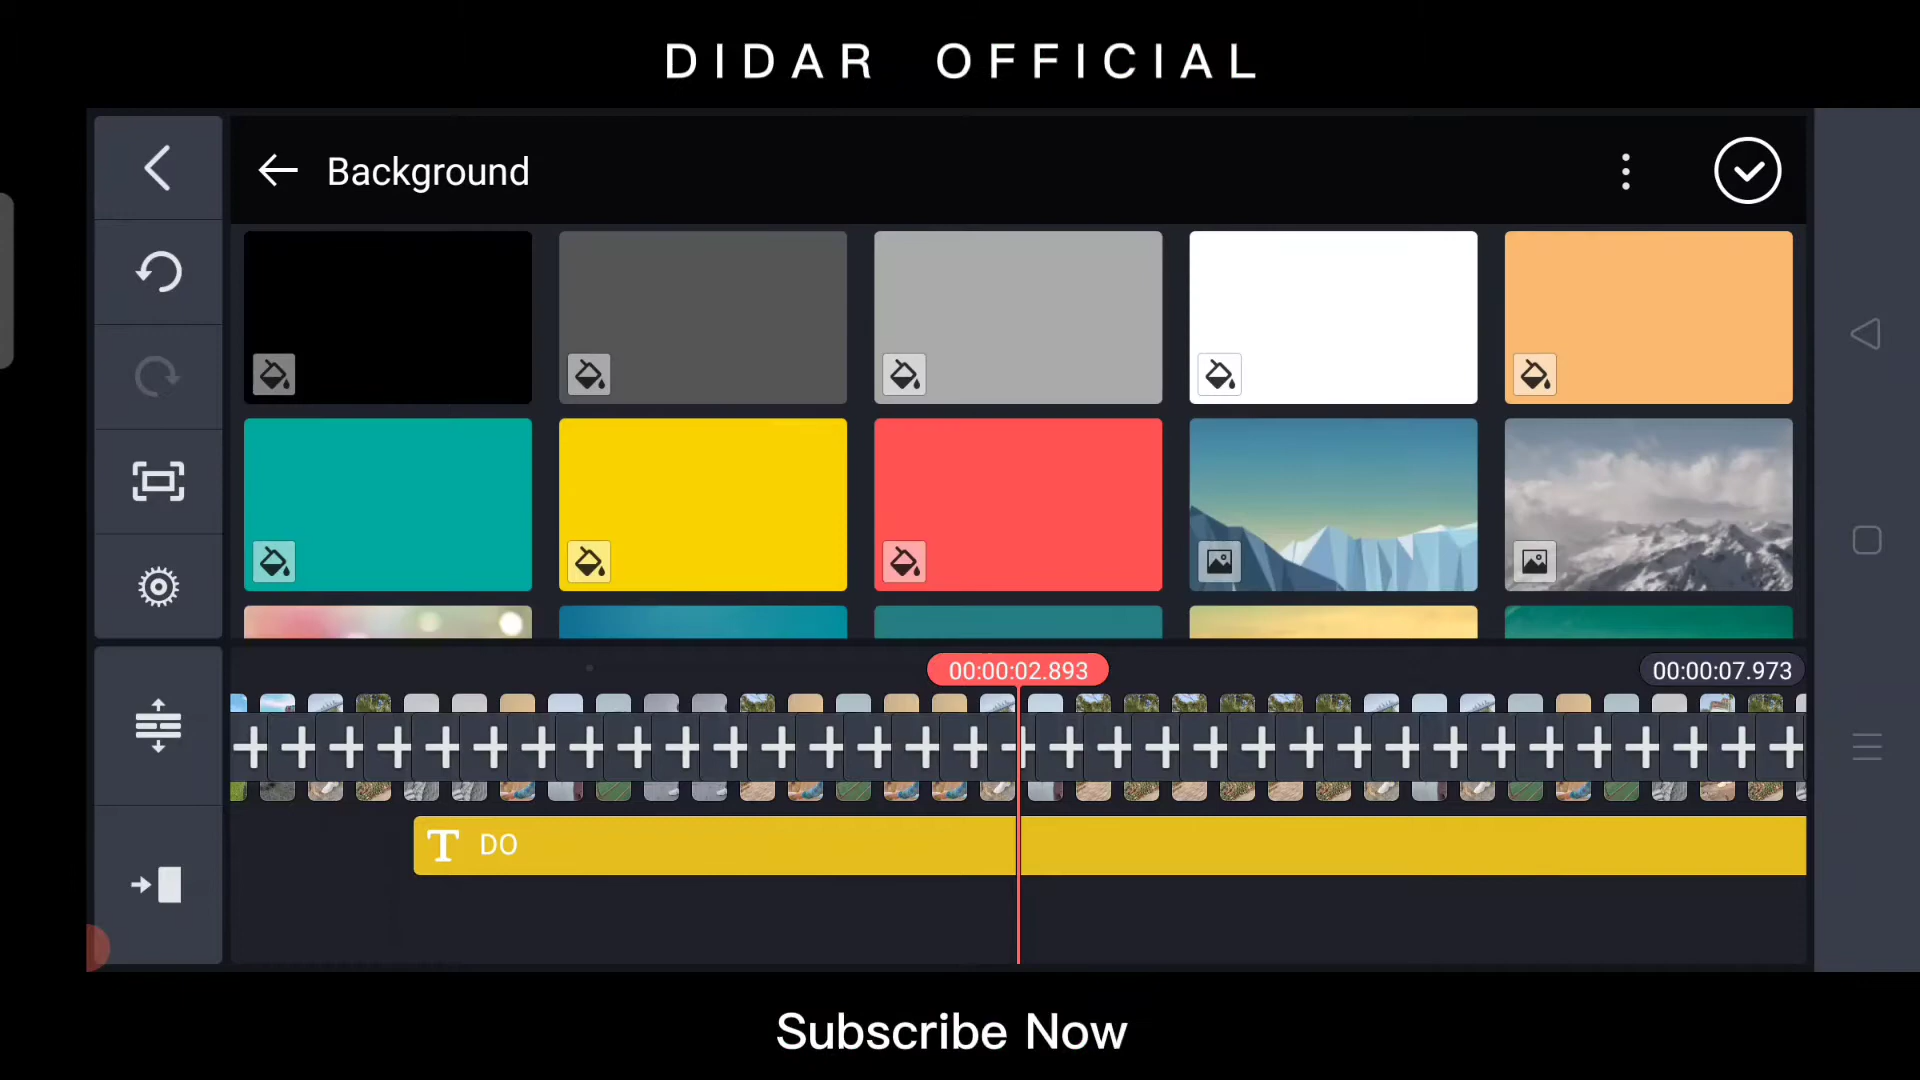 DIDAR OFFICIAL
Background
00:00:02.893
00:00:07.973
T DO
Subscribe Now